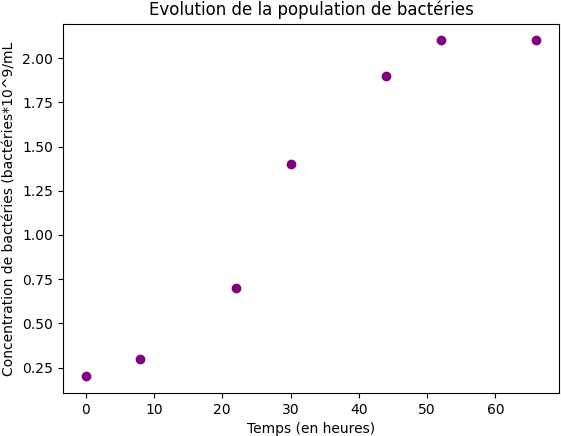 Evolution de la population de bactéries
Concentration de bactéries (bactéries*10^9/mL
2.00
1.75
1.50
1.25
1.00
0.75
0.50
0.25
0 10 20 30 40 50 60
Temps (en heures)